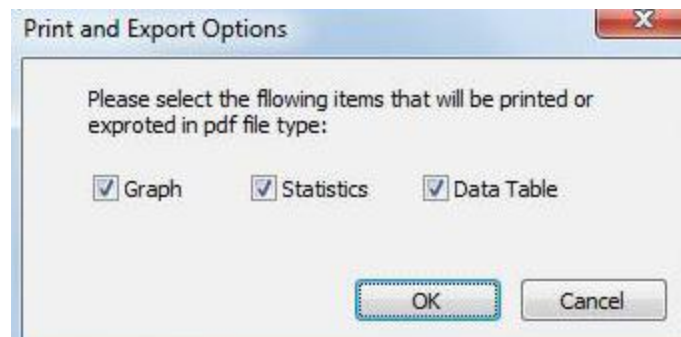 Print and Export Options
Please select the fllowing items that will be printed or
exproted in pdf file type:
Graph Statistics Data Table
OK Cancel